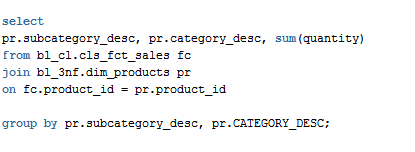 select
pr.subcategory_desc, pr.category_desc, sum(quantity)
from bl_cl.cls_fct_sales fc
join bl_3nf.dim_products pr
on fc.product_id = pr.product_id
group by pr.subcategory_desc, pr.CATEGORY_DESC;